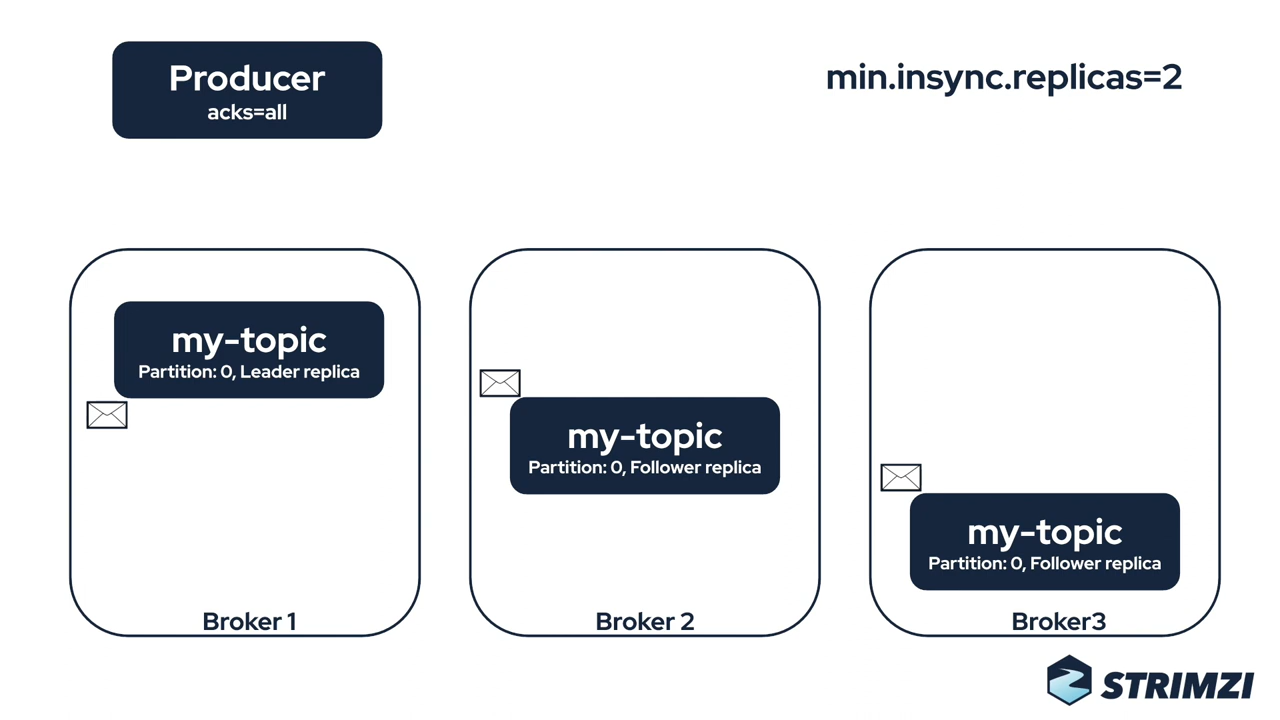 Producer
acks=all
min.insync.replicas=2
my-topic
Partition: 0, Leader replica
my-topic
Partition: 0, Follower replica
my-topic
Partition: 0, Follower replica
Broker 1
Broker 2
Broker3
STRIMZI